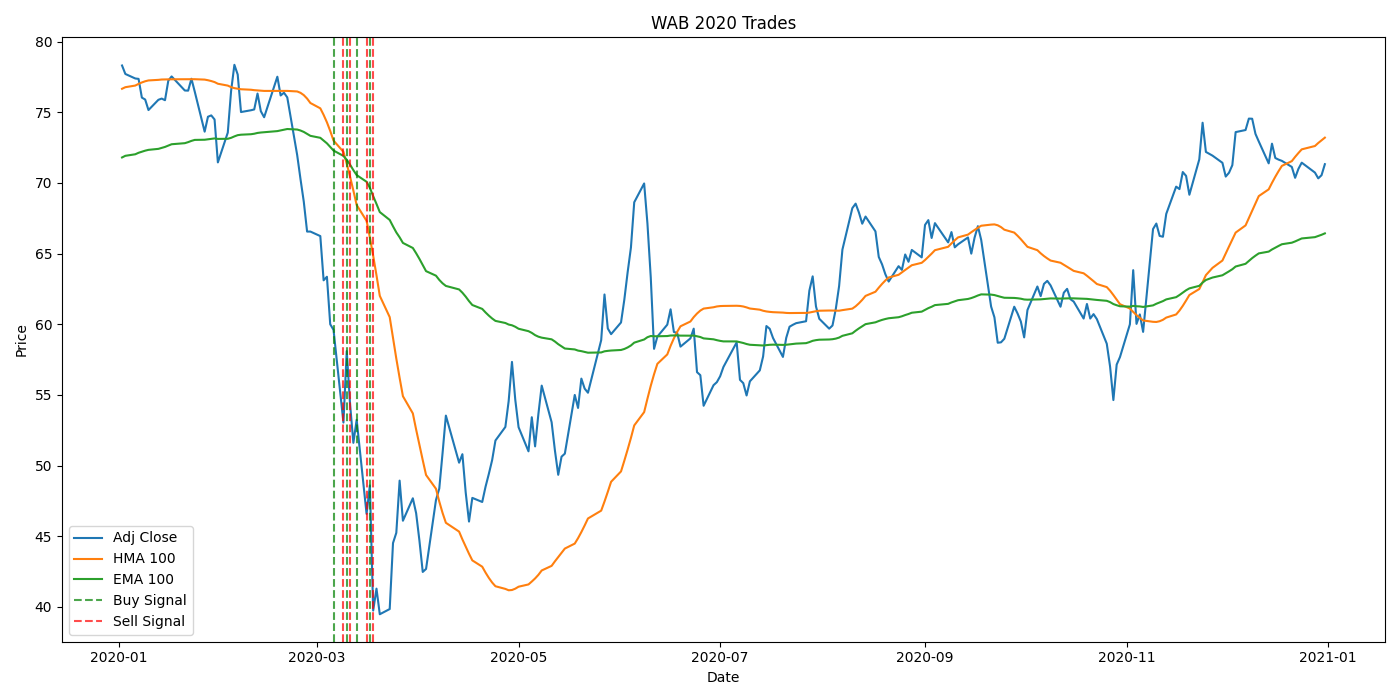 WAB 2020 Trades
80
75
70
65
60
55
50
45
40
Price
Adj Close
HMA 100
EMA 100
Buy Signal
Sell Signal
2020-01 2020-03 2020-05 2020-07 2020-09 2020-11 2021-01
Date